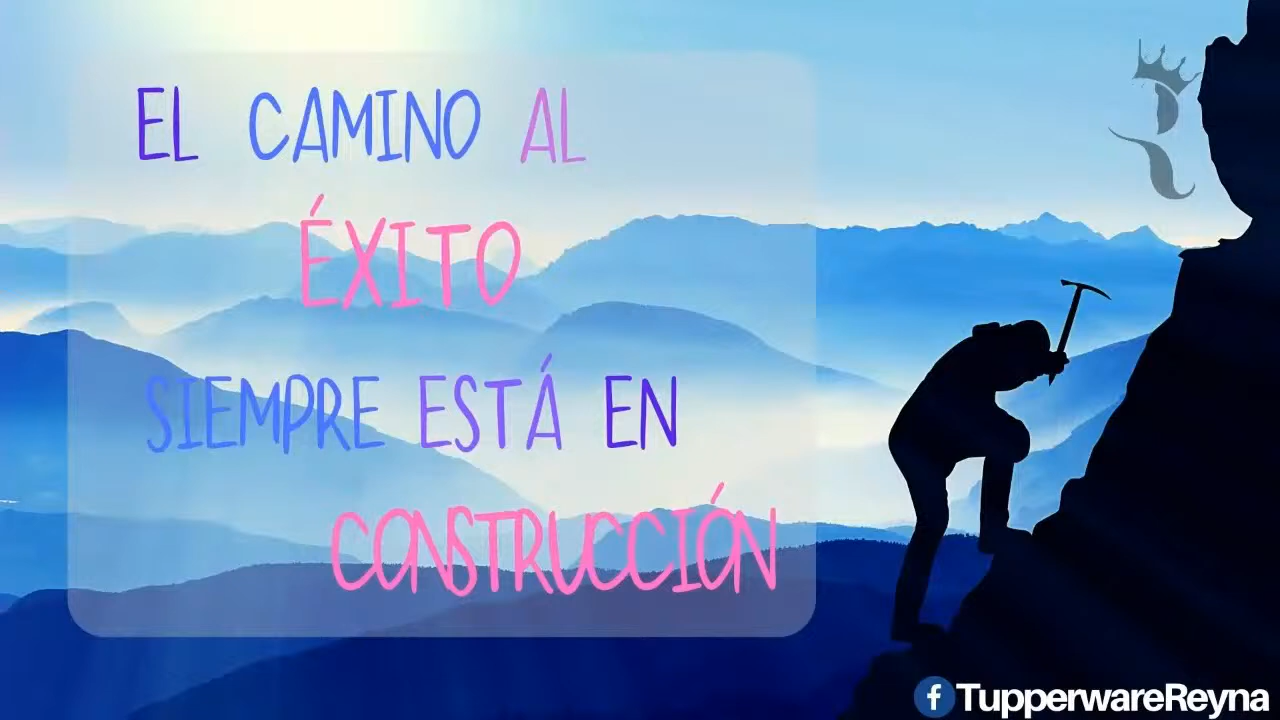 EL CAMINO AL
ÉXITO
SIEMPRE ESTÁ EN
CONSTRUCCIÓN
TupperwareReyna